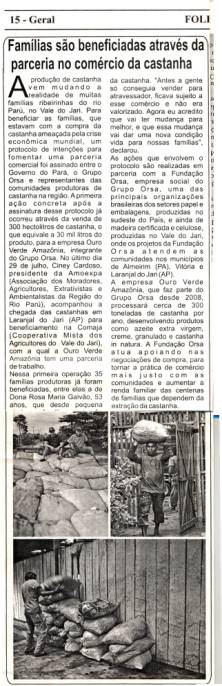 15 - Geral
FOLI
Famílias são beneficiadas através da
parceria no comércio da castanha
A produção de castanha
vem mudando a
realidade de muitas
famílias ribeirinhas do rio
Parú, no Vale do Jari. Para
beneficiar as famílias, que
estavam com a compra da
castanha ameaçada pela crise
econômica mundial, um
protocolo de intenções para
fomentar uma parceria
comercial foi assinado entre o
Governo do Pará, o Grupo
Orsa e representantes das
comunidades produtoras de
castanha na região. A primeira
ação concreta após a
assinatura desse protocolo já
ocorreu através da venda de
300 hectolitros de castanha, o
que equivale a 30 mil litros do
produto, para a empresa Ouro
Verde Amazônia, integrante
do Grupo Orsa. No último dia
29 de julho, Ciney Cardoso,
presidente da Amoexpa
(Associação dos Moradores,
Agricultores, Extrativistas e
Ambientalistas da Região do
Rio Parú), acompanhou a
chegada das castanhas em
Laranjal do Jari (AP) para
beneficiamento na Comaja
(Cooperativa Mista dos
Agricultores do Vale do Jari),
com a qual a Ouro Verde
Amazônia tem uma parceria
de trabalho.
Nessa primeira operação 35
famílias produtoras já foram
beneficiadas, entre elas a de
Dona Rosa Maria Galvão, 53
anos, que desde pequena
da castanha. "Antes a gente
só conseguia vender para
atravessador, ficava sujeito a
esse comércio e não era
valorizado. Agora eu acredito
que vai ter mudança para
melhor, e que essa mudança
vai dar uma nova condição
vida para nossas famílias",
declarou.
As ações que envolvem o
protocolo são realizadas em
parceria com a Fundação
Orsa, empresa social do
Grupo Orsa, uma das
principais organizações
brasileiras dos setores papel e
embalagens, produzidas no
sudeste do País, e ainda de
madeira certificada e celulose,
produzidas no Vale do Jari,
onde os projetos da Fundação
Orsa atendem as
comunidades nos municípios
de Almeirim (PA), Vitória e
Laranjal do Jari (AP).
A empresa Ouro Verde
Amazônia, que faz parte do
Grupo Orsa desde 2008,
processará cerca de 300
toneladas de castanha por
ano, desenvolvendo produtos
como azeite extra virgem,
creme, granulado e castanha
in natura. A Fundação Orsa
atua apoiando nas
negociações de compra, para
tornar a prática de comércio
mais justo com as
comunidades e aumentar a
renda familiar das centenas
de famílias que dependem da
extração da castanha.